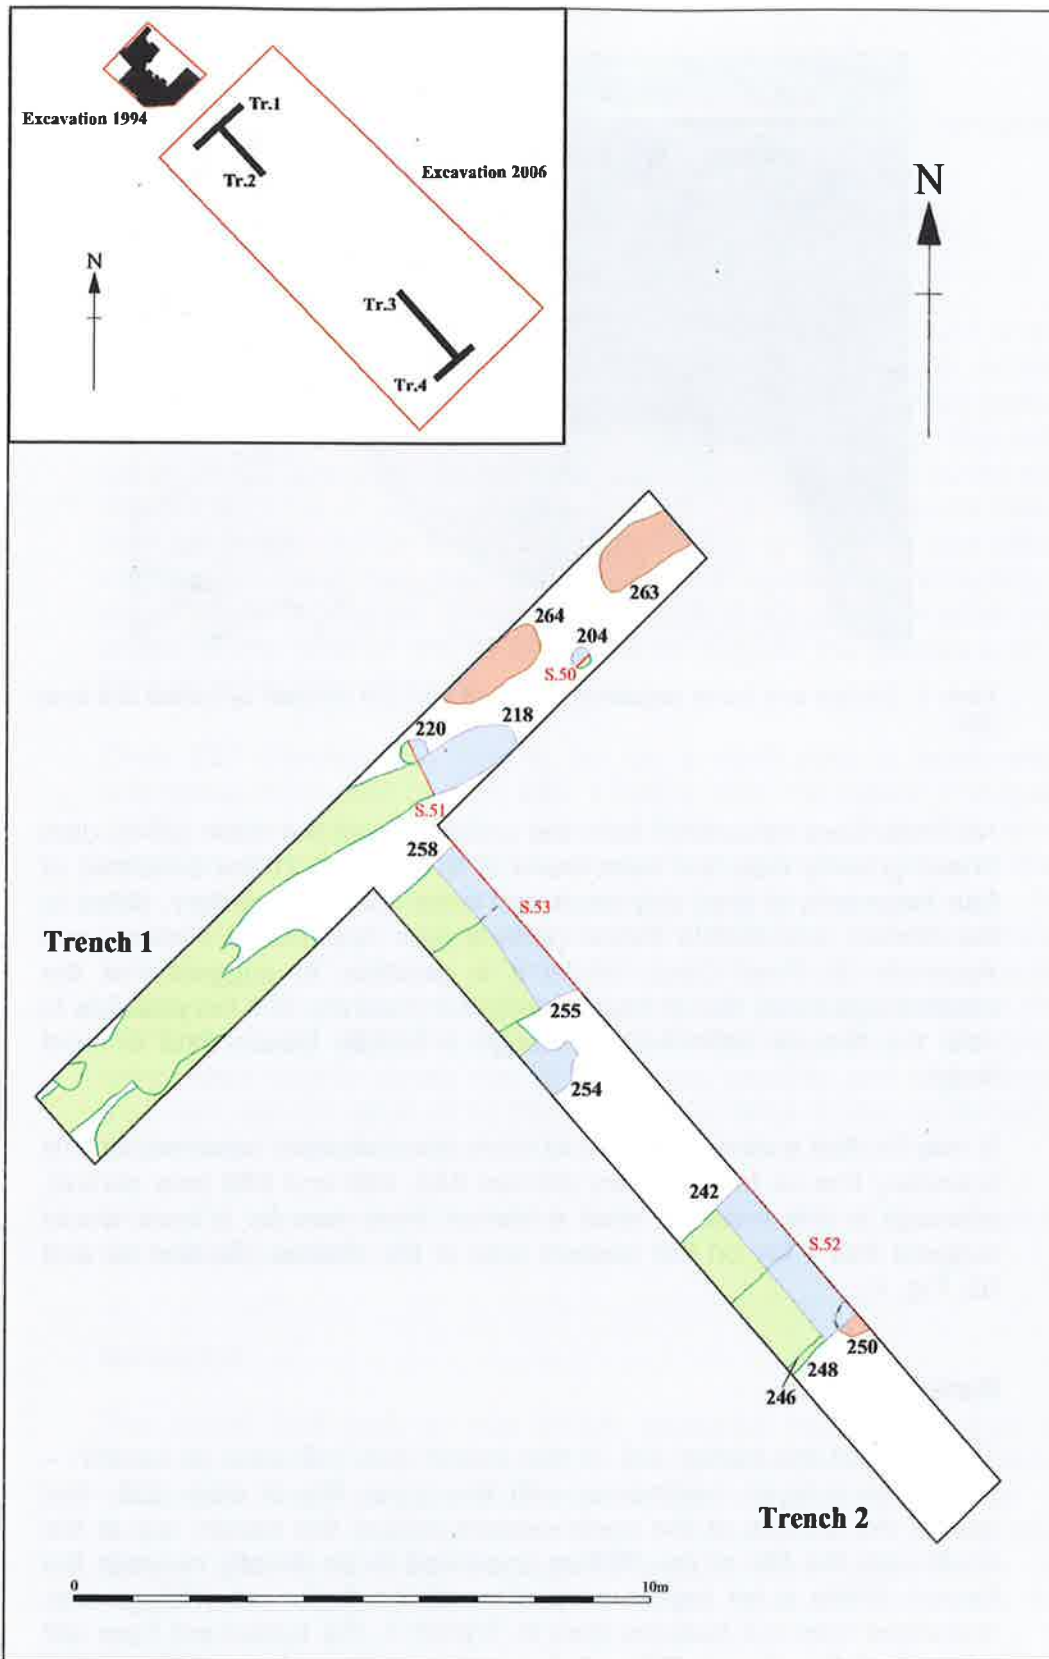 Tr.1
Excavation 1994
Tr.2
Excavation 2006
N
N
Tr.3
Tr.4
263
264
204
S.50
218
220
S.51
258
S.53
Trench 1
255
254
242
S.52
250
248
246
Trench 2
0
10m